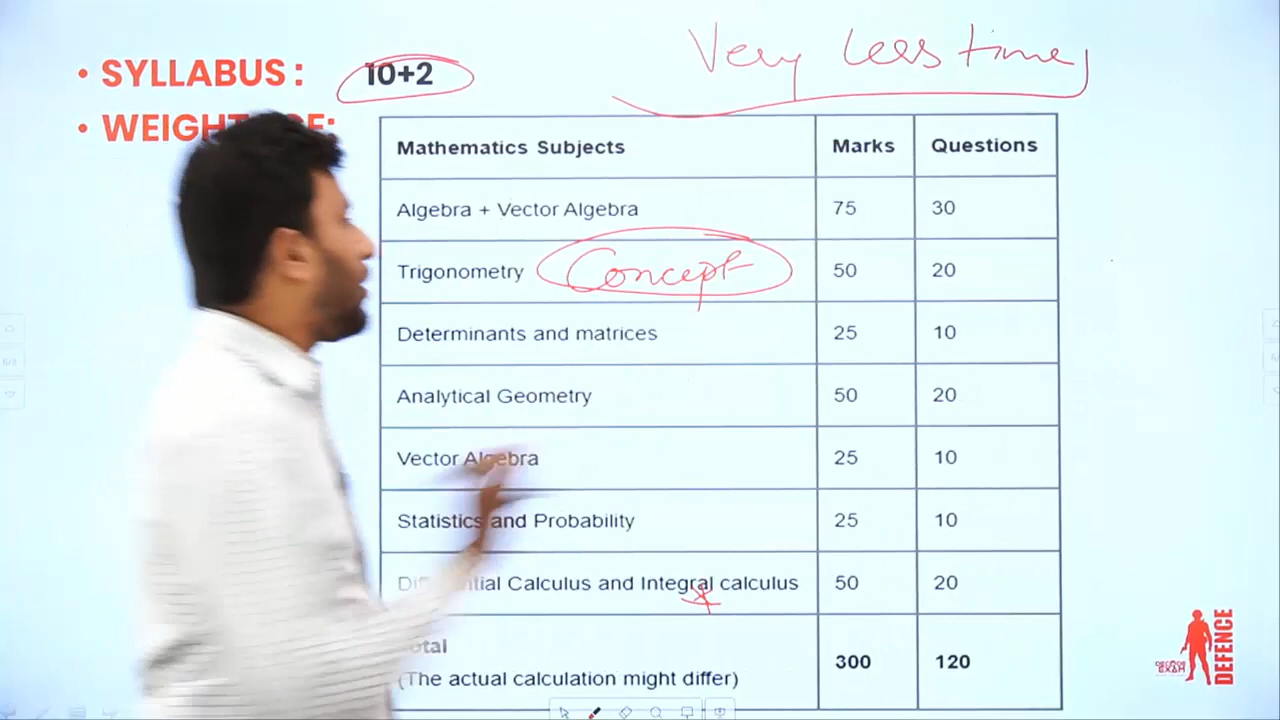 Very less time
• SYLLABUS : 10+2
Mathematics Subjects Marks Questions
Algebra + Vector Algebra 75 30
Trigonometry Concept 50 20
Determinants and matrices 25 10
Analytical Geometry 50 20
Vector Algebra 25 10
Statistics and Probability 25 10
Calculus and Integral calculus 50 20
300 120
(The actual calculation might differ)
DEFENCE